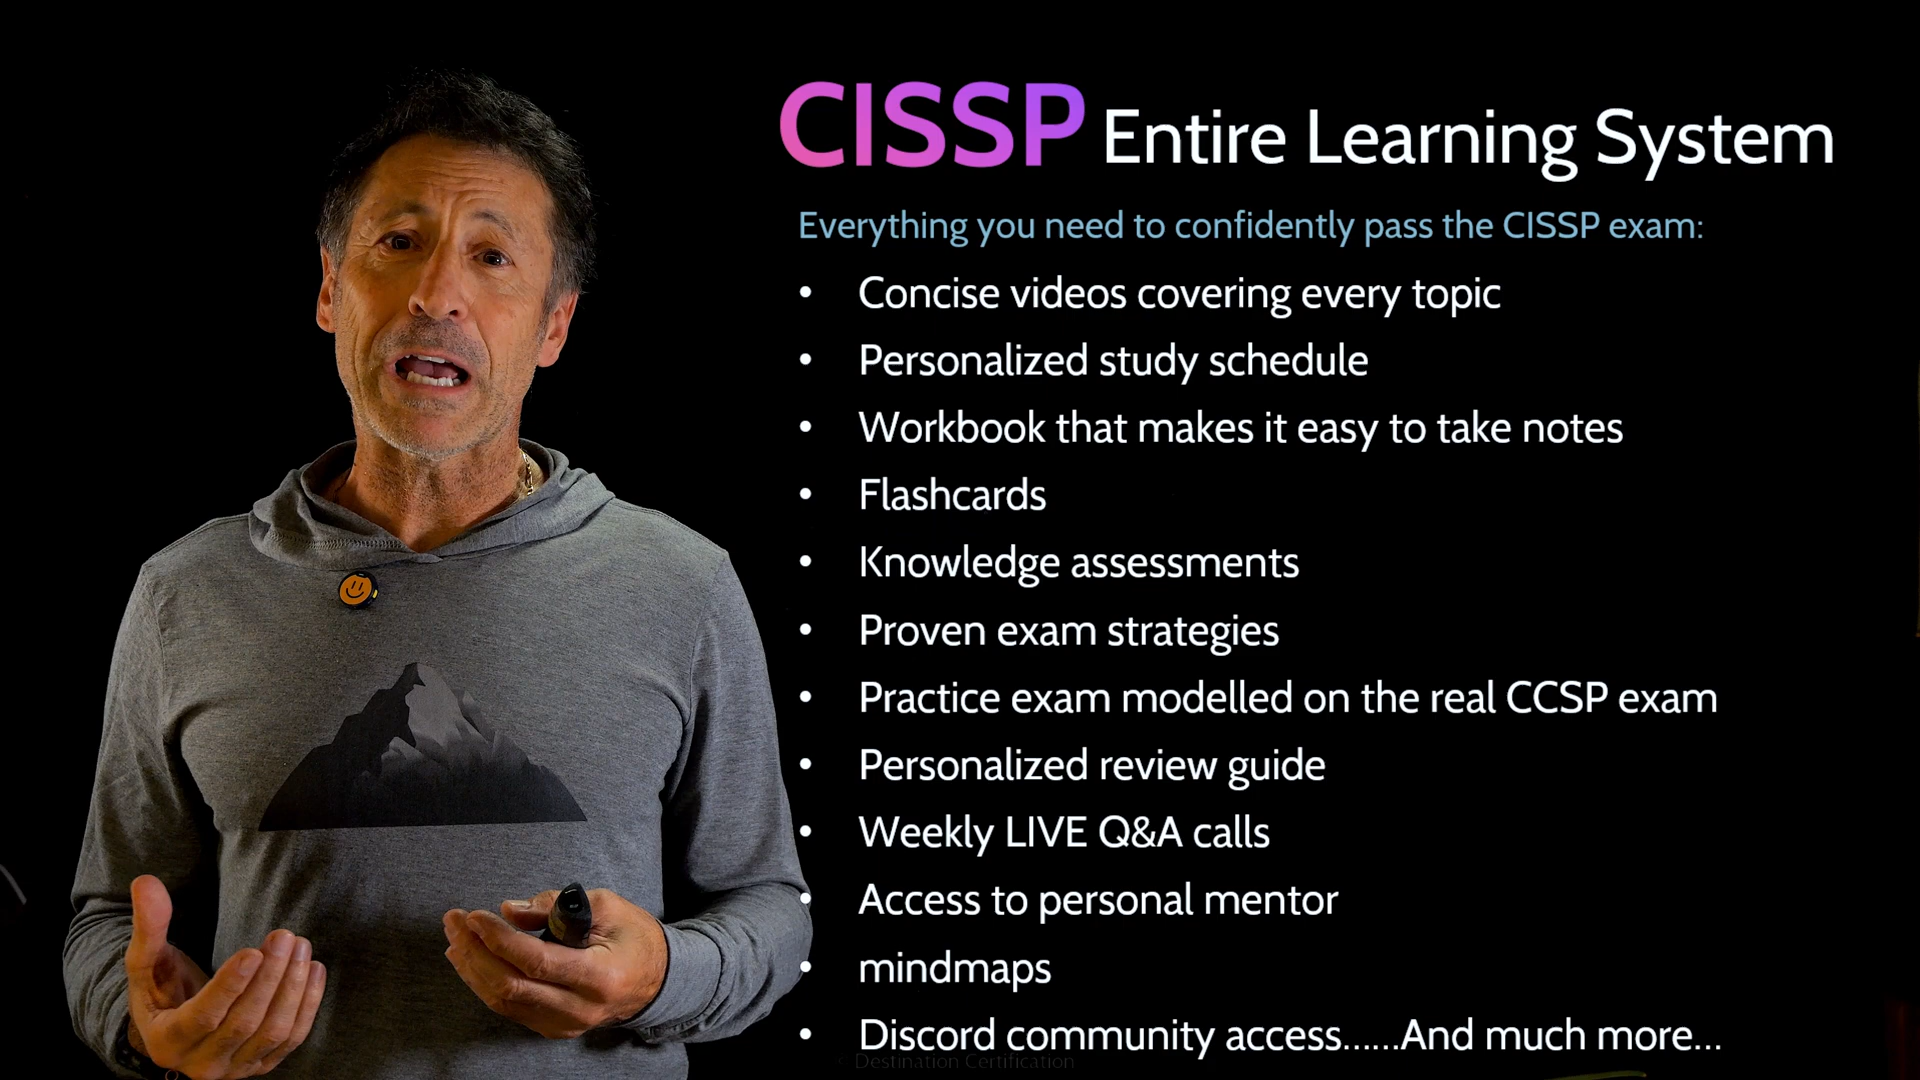 CISSP Entire Learning System
Everything you need to confidently pass the CISSP exam:
• Concise videos covering every topic
• Personalized study schedule
• Workbook that makes it easy to take notes
• Flashcards
• Knowledge assessments
• Proven exam strategies
• Practice exam modelled on the real CCSP exam
• Personalized review guide
• Weekly LIVE Q&A calls
• Access to personal mentor
• mindmaps
• Discord community access......And much more...
Destination Certification